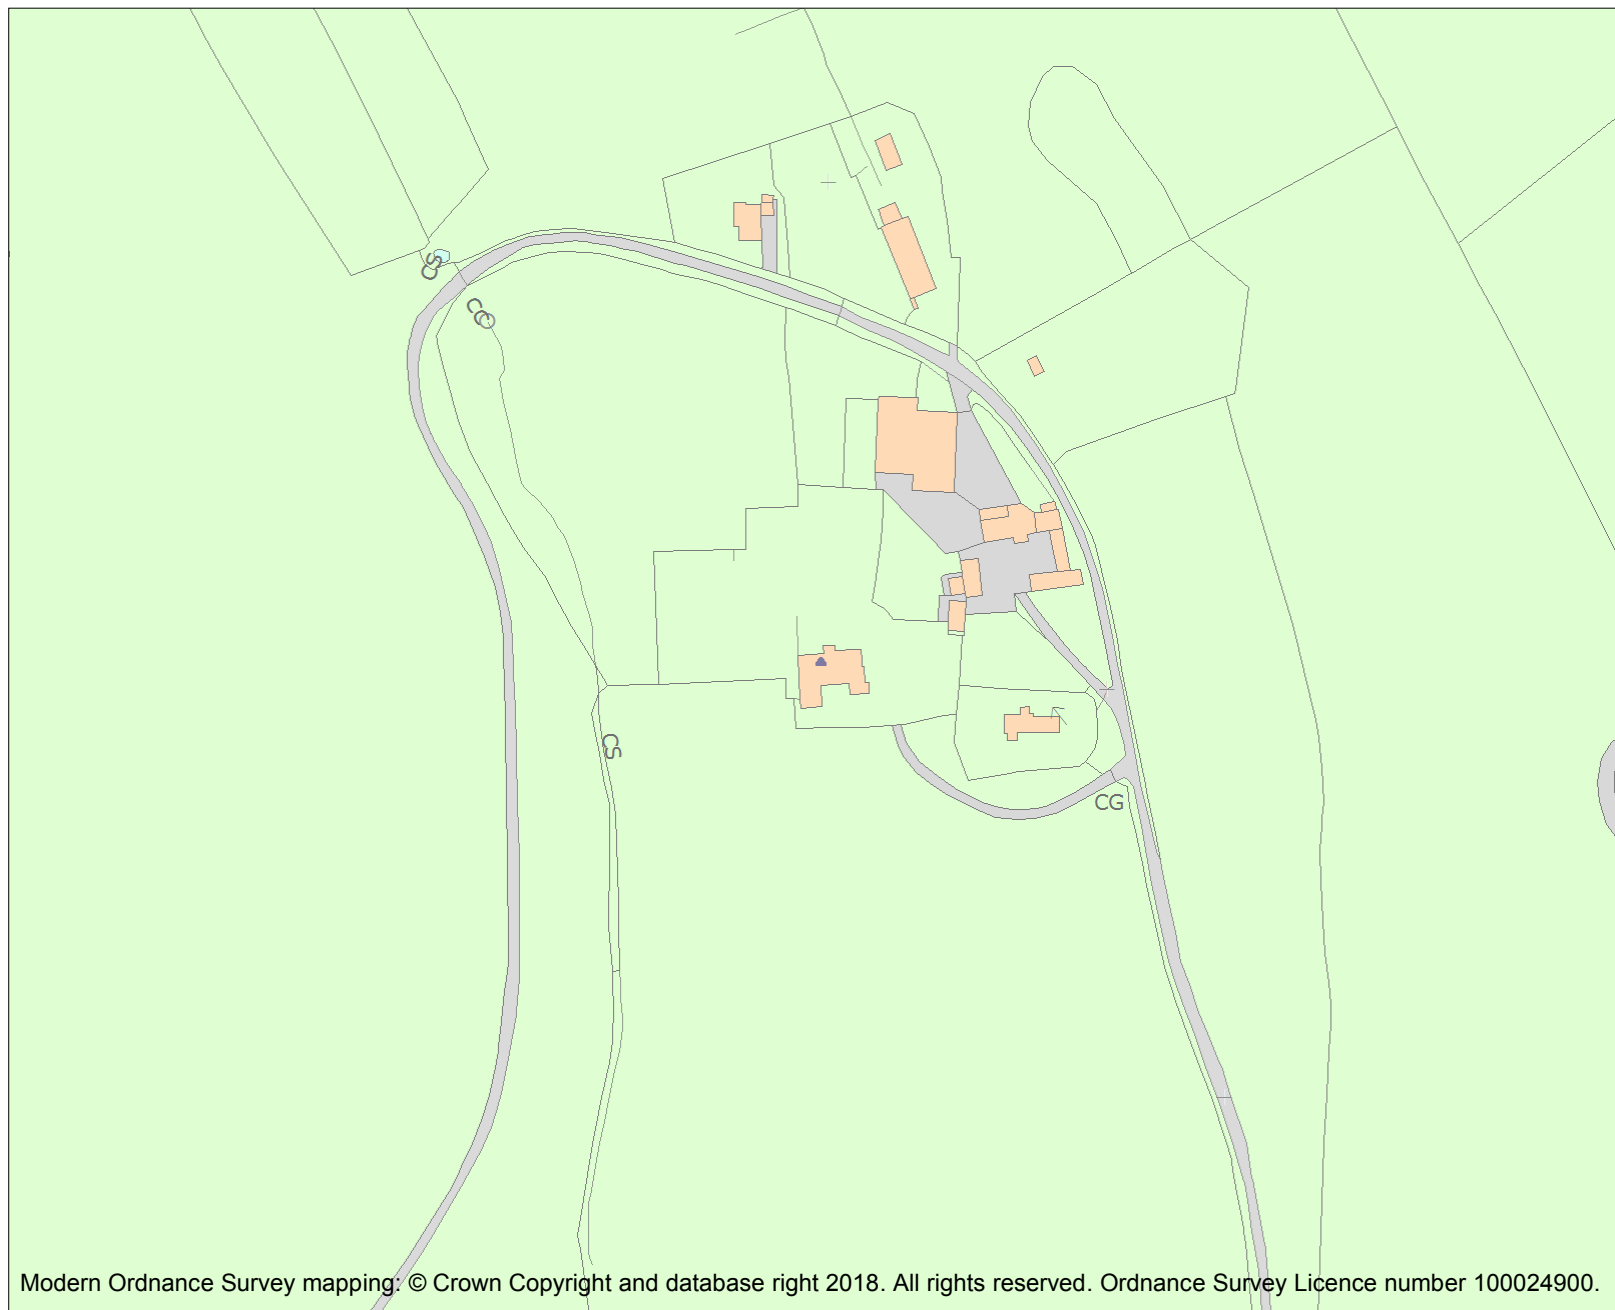 CS
CG
CS
CG
Modern Ordnance Survey mapping: © Crown Copyright and database right 2018. All rights reserved. Ordnance Survey Licence number 100024900.